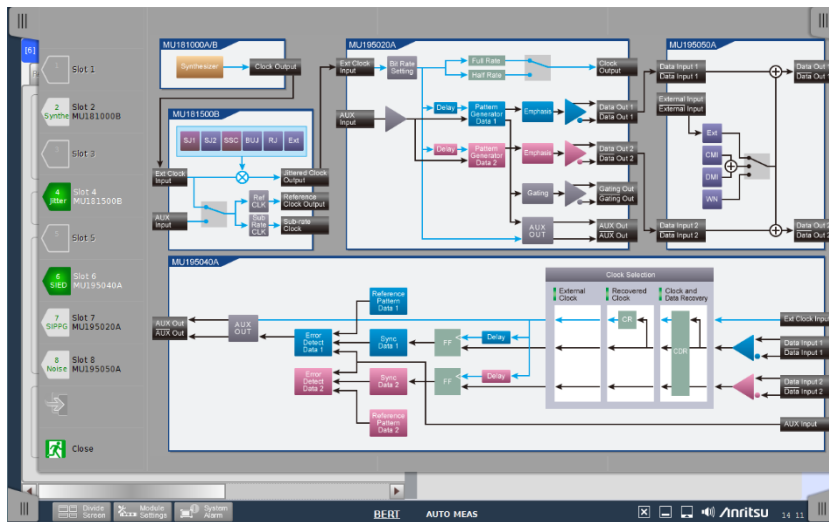 [6]
1
Slot 1
2
Synthe
Slot 2
MU181000B
3
Slot 3
4
Jitter
Slot 4
MU181500B
5
Slot 5
6
SIED
Slot 6
MU195040A
7
SIPPG
Slot 7
MU195020A
8
Noise
Slot 8
MU195050A
Close
MU181000A/B
Synthesizer
Clock Output
MU181500B
SJ1
SJ2
SSC
BUJ
RJ
Ext
Ext Clock
Input
Jittered Clock
Output
AUX
Input
Ref
CLK
Reference
Clock Output
Sub
Rate
CLK
Sub-rate
Clock
MU195020A
Ext Clock
Input
Bit Rate
Setting
Full Rate
Half Rate
Clock
Output
AUX
Input
Delay
Pattern
Generator
Data 1
Emphasis
Data Out 1
Data Out 1
Delay
Pattern
Generator
Data 2
Emphasis
Data Out 2
Data Out 2
Gating
Gating Out
Gating Out
AUX
OUT
AUX Out
AUX Out
MU195050A
Data Input 1
Data Input 1
Data Out 1
Data Out 1
External Input
External Input
Ext
CMI
DMI
WN
Data Input 2
Data Input 2
Data Out 2
Data Out 2
MU195040A
Clock Selection
External
Clock
Recovered
Clock
Clock and
Data Recovery
Reference
Pattern
Data 1
AUX Out
AUX Out
AUX
OUT
Error
Detect
Data 1
Sync
Data 1
FF
Delay
CR
CDR
Ext Clock Input
Data Input 1
Data Input 1
Error
Detect
Data 2
Sync
Data 2
FF
Delay
Data Input 2
Data Input 2
Reference
Pattern
Data 2
AUX Input
Divide
Screen
Module
Settings
System
Alarm
BERT
AUTO MEAS
Anritsu
14 11